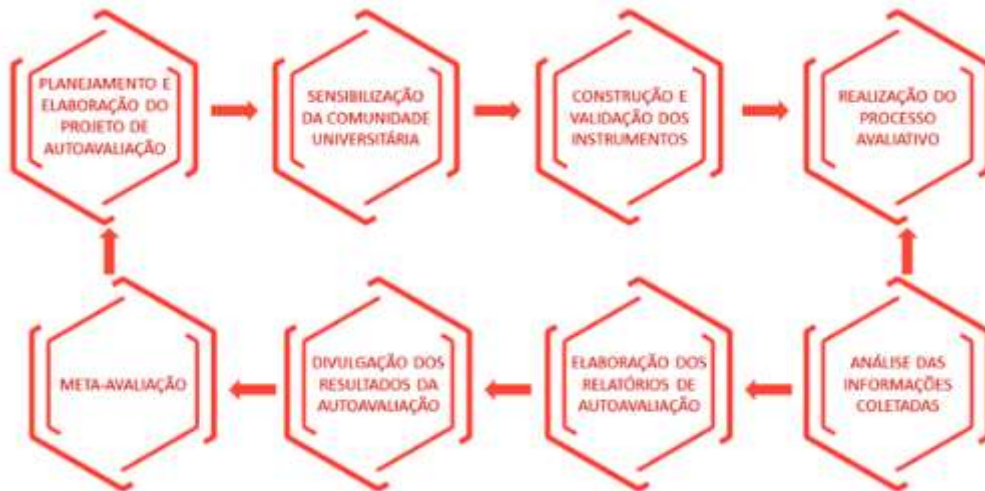 PLANEJAMENTO E
ELABORAÇÃO DO
PROJETO DE
AUTOAVALIAÇÃO
SENSIBILIZAÇÃO
DA COMUNIDADE
UNIVERSITÁRIA
CONSTRUÇÃO E
VALIDAÇÃO DOS
INSTRUMENTOS
REALIZAÇÃO DO
PROCESSO
AVALIATIVO
META-AVALIAÇÃO
DIVULGAÇÃO DOS
RESULTADOS DA
AUTOAVALIAÇÃO
ELABORAÇÃO DOS
RELATÓRIOS DE
AUTOAVALIAÇÃO
ANÁLISE DAS
INFORMAÇÕES
COLETADAS